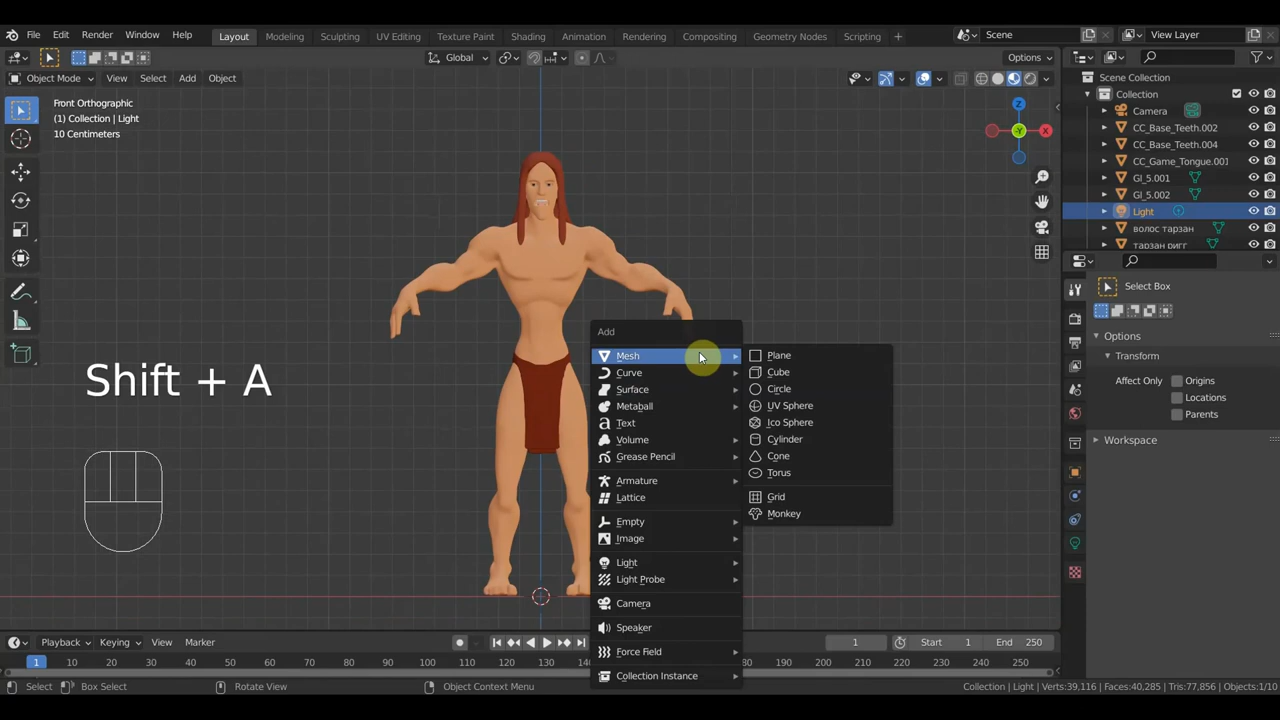 File Edit Render Window Help Layout Modeling Sculpting UV Editing Texture Paint Shading Animation Rendering Compositing Geometry Nodes Scripting + Scene View Layer
Global Options
Object Mode View Select Add Object
Scene Collection
Collection
Camera
CC_Base_Teeth.002
CC_Base_Teeth.004
CC_Game_Tongue.001
Gl_5.001
Gl_5.002
Light
волос тарзан
тарзан ригг
Front Orthographic
(1) Collection | Light
10 Centimeters
Z
-Y
X
Select Box
Options
Transform
Affect Only Origins
Locations
Parents
Workspace
Shift + A
Add
Mesh
Curve
Surface
Metaball
Text
Volume
Grease Pencil
Armature
Lattice
Empty
Image
Light
Light Probe
Camera
Speaker
Force Field
Collection Instance
Plane
Cube
Circle
UV Sphere
Ico Sphere
Cylinder
Cone
Torus
Grid
Monkey
Playback Keying View Marker 1 Start 1 End 250
1 10 20 30 40 50 60 70 80 90 100 110 120 130 150 160 170 180 190 200 210 220 230 240 250
Select Box Select Rotate View Object Context Menu Collection | Light | Verts:39,116 | Faces:40,285 | Tris:77,856 | Objects:1/10